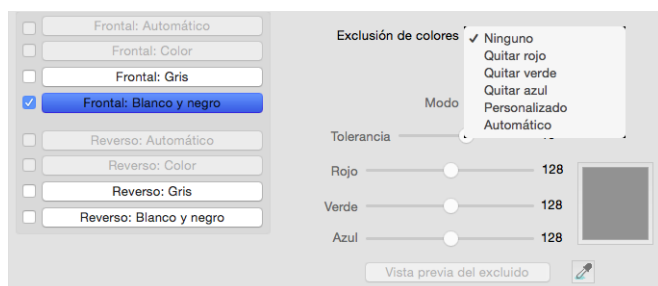 Frontal: Automático
Frontal: Color
Frontal: Gris
Frontal: Blanco y negro
Reverso: Automático
Reverso: Color
Reverso: Gris
Reverso: Blanco y negro
Exclusión de colores
✓ Ninguno
Quitar rojo
Quitar verde
Quitar azul
Personalizado
Automático
Modo
Tolerancia
Rojo 128
Verde 128
Azul 128
Vista previa del excluido